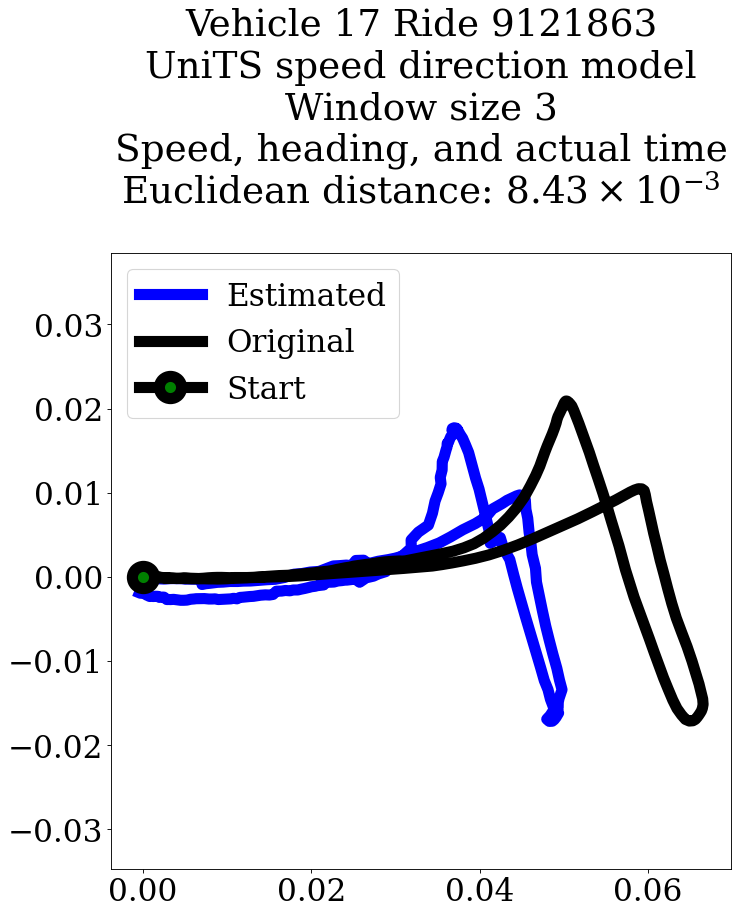 Vehicle 17 Ride 9121863
UniTS speed direction model
Window size 3
Speed, heading, and actual time
Euclidean distance: 8.43 × 10⁻³
Estimated
Original
Start
0.03
0.02
0.01
0.00
−0.01
−0.02
−0.03
0.00 0.02 0.04 0.06